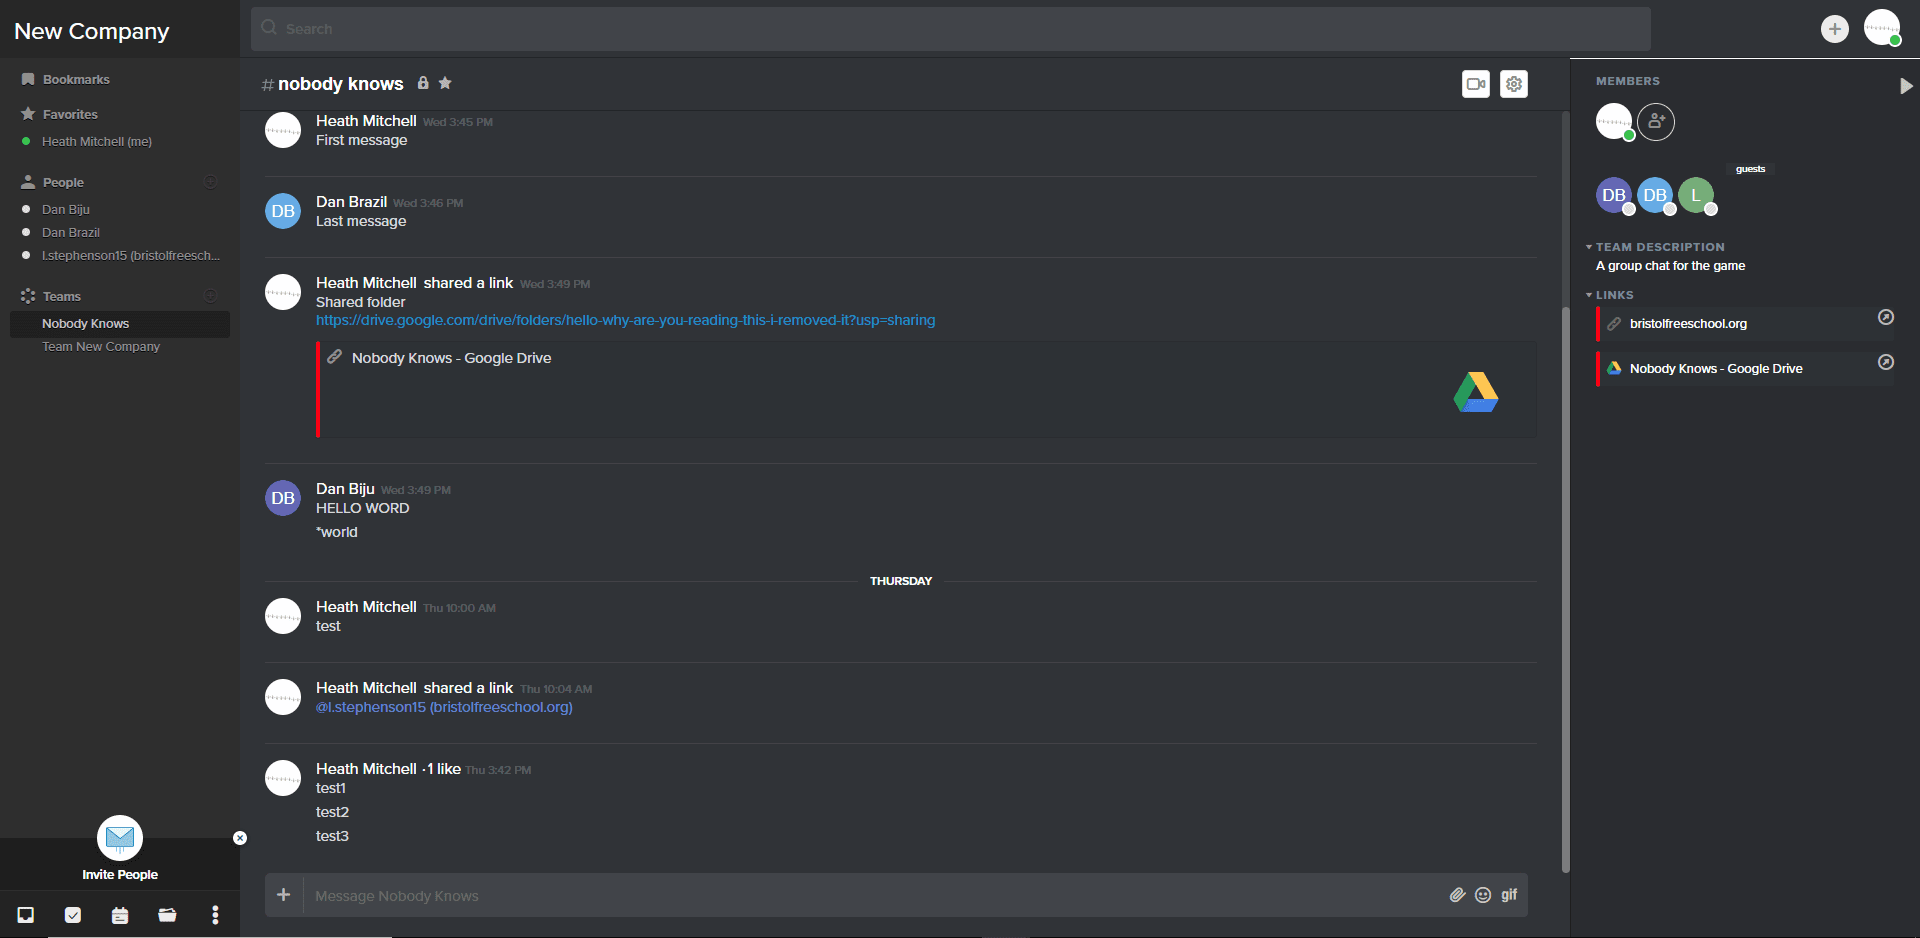 New Company
Search
Bookmarks
Favorites
Heath Mitchell (me)
People
Dan Biju
Dan Brazil
l.stephenson15 (bristolfreesch...
Teams
Nobody Knows
Team New Company
Invite People
# nobody knows
Heath Mitchell Wed 3:45 PM
First message
DB
Dan Brazil Wed 3:46 PM
Last message
Heath Mitchell shared a link Wed 3:49 PM
Shared folder
https://drive.google.com/drive/folders/hello-why-are-you-reading-this-i-removed-it?usp=sharing
Nobody Knows - Google Drive
DB
Dan Biju Wed 3:49 PM
HELLO WORD
*world
THURSDAY
Heath Mitchell Thu 10:00 AM
test
Heath Mitchell shared a link Thu 10:04 AM
@l.stephenson15 (bristolfreeschool.org)
Heath Mitchell · 1 like Thu 3:42 PM
test1
test2
test3
Message Nobody Knows
gif
MEMBERS
guests
DB DB L
TEAM DESCRIPTION
A group chat for the game
LINKS
bristolfreeschool.org
Nobody Knows - Google Drive